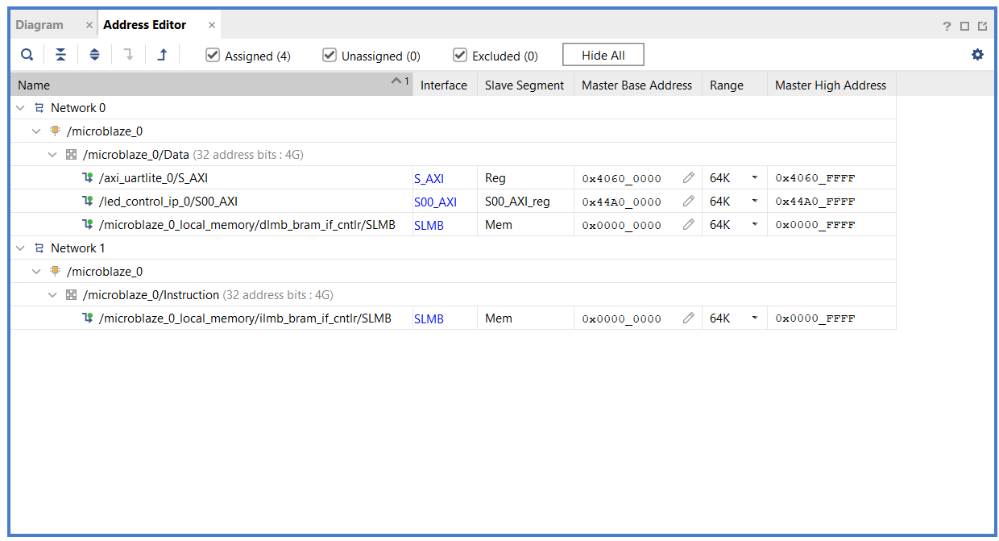 Diagram × Address Editor × ?
Assigned (4) Unassigned (0) Excluded (0) Hide All
Name 1 Interface Slave Segment Master Base Address Range Master High Address
Network 0
/microblaze_0
/microblaze_0/Data (32 address bits : 4G)
/axi_uartlite_0/S_AXI S_AXI Reg 0x4060_0000 64K 0x4060_FFFF
/led_control_ip_0/S00_AXI S00_AXI S00_AXI_reg 0x44A0_0000 64K 0x44A0_FFFF
/microblaze_0_local_memory/dlmb_bram_if_cntlr/SLMB SLMB Mem 0x0000_0000 64K 0x0000_FFFF
Network 1
/microblaze_0
/microblaze_0/Instruction (32 address bits : 4G)
/microblaze_0_local_memory/ilmb_bram_if_cntlr/SLMB SLMB Mem 0x0000_0000 64K 0x0000_FFFF